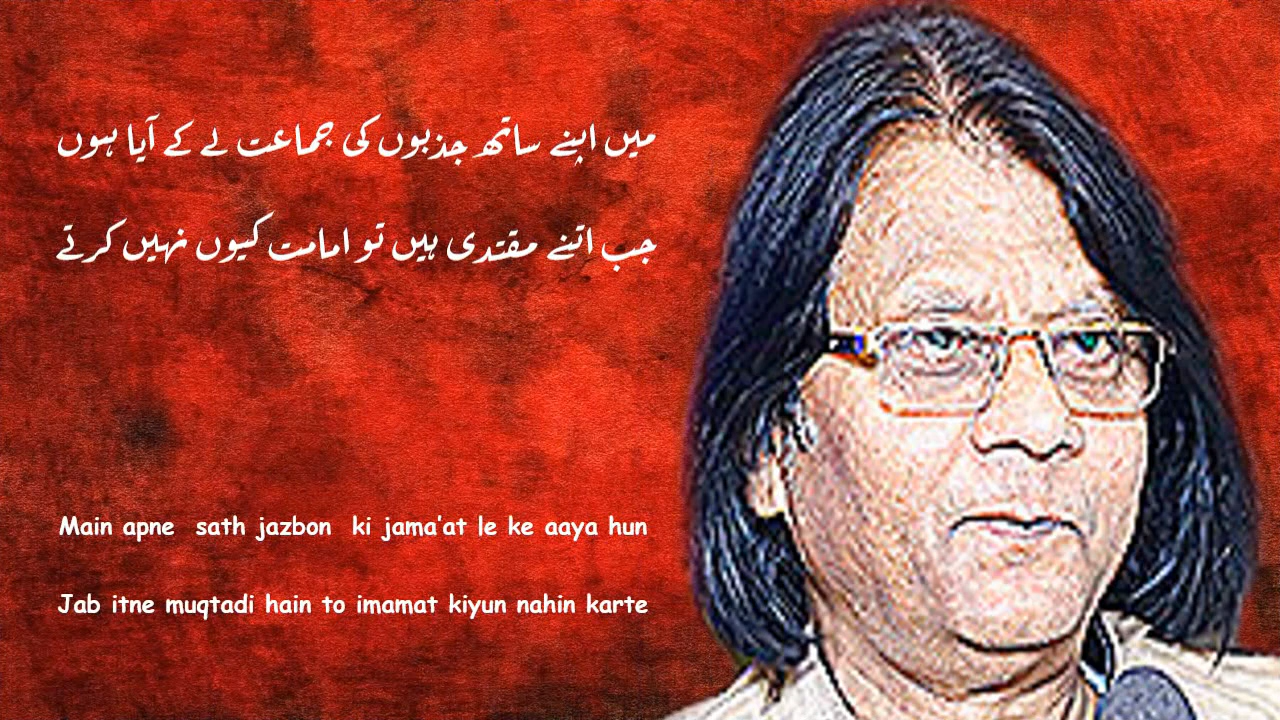 میں اپنے ساتھ جذبوں کی جماعت لے کے آیا ہوں
جب اتنے مقتدی ہیں تو امامت کیوں نہیں کرتے
Main apne sath jazbon ki jama'at le ke aaya hun
Jab itne muqtadi hain to imamat kiyun nahin karte